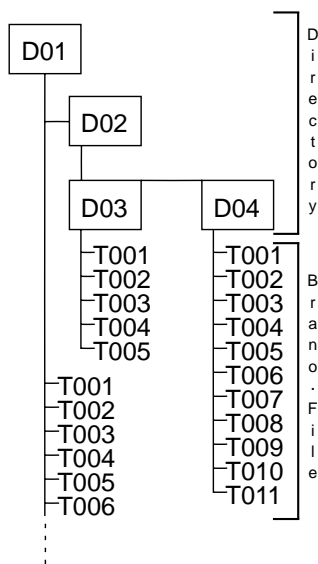 D01
D02
D03
D04
T001
T002
T003
T004
T005
T001
T002
T003
T004
T005
T006
T007
T008
T009
T010
T011
T001
T002
T003
T004
T005
T006
Directory
Brano·File